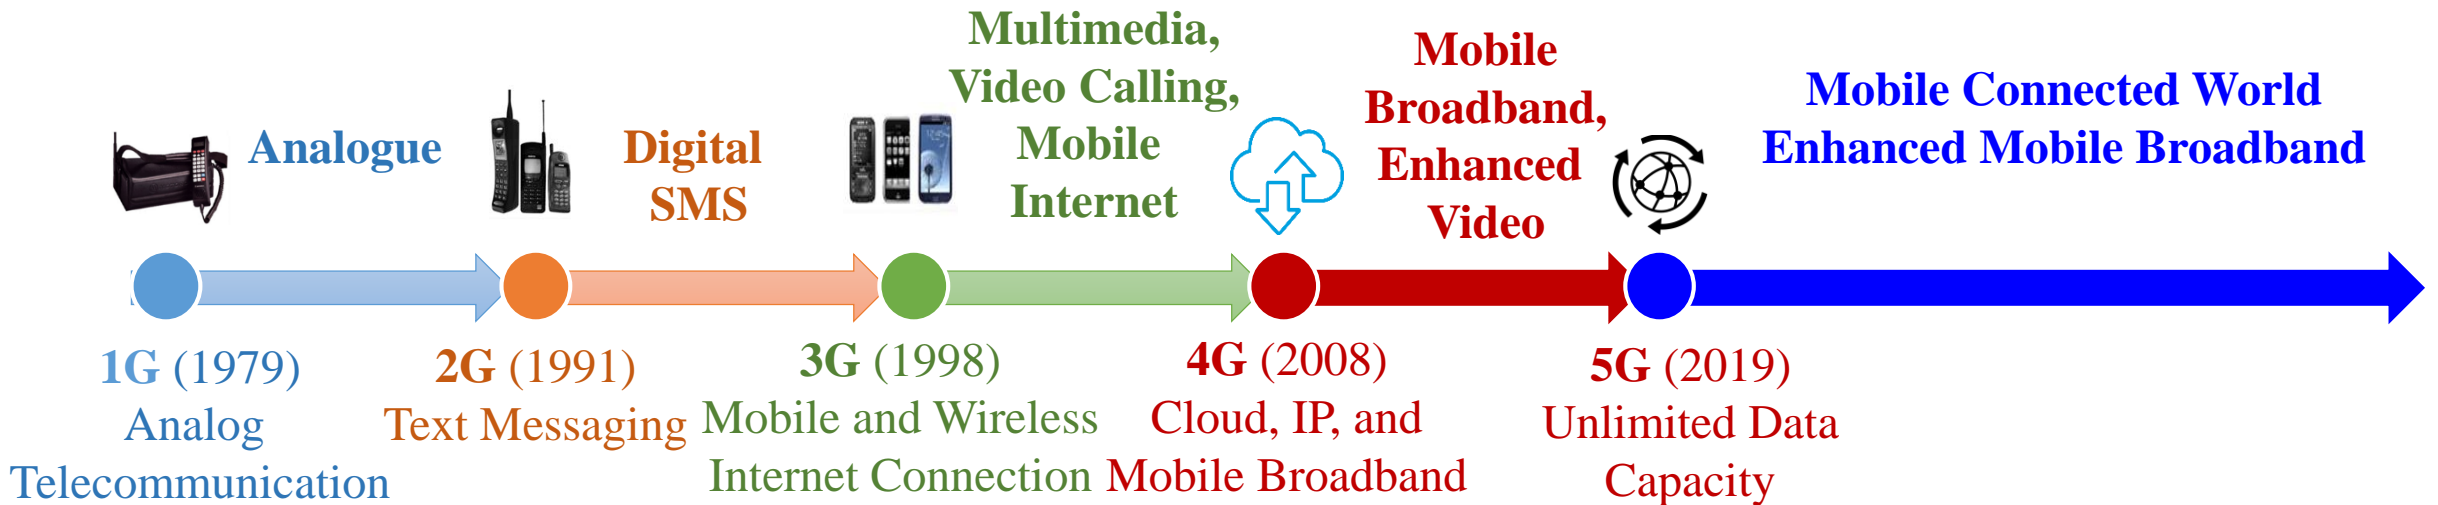 Analogue
Digital
SMS
Multimedia,
Video Calling,
Mobile
Internet
Mobile
Broadband,
Enhanced
Video
Mobile Connected World
Enhanced Mobile Broadband
1G (1979)
Analog
Telecommunication
2G (1991)
Text Messaging
3G (1998)
Mobile and Wireless
Internet Connection
4G (2008)
Cloud, IP, and
Mobile Broadband
5G (2019)
Unlimited Data
Capacity